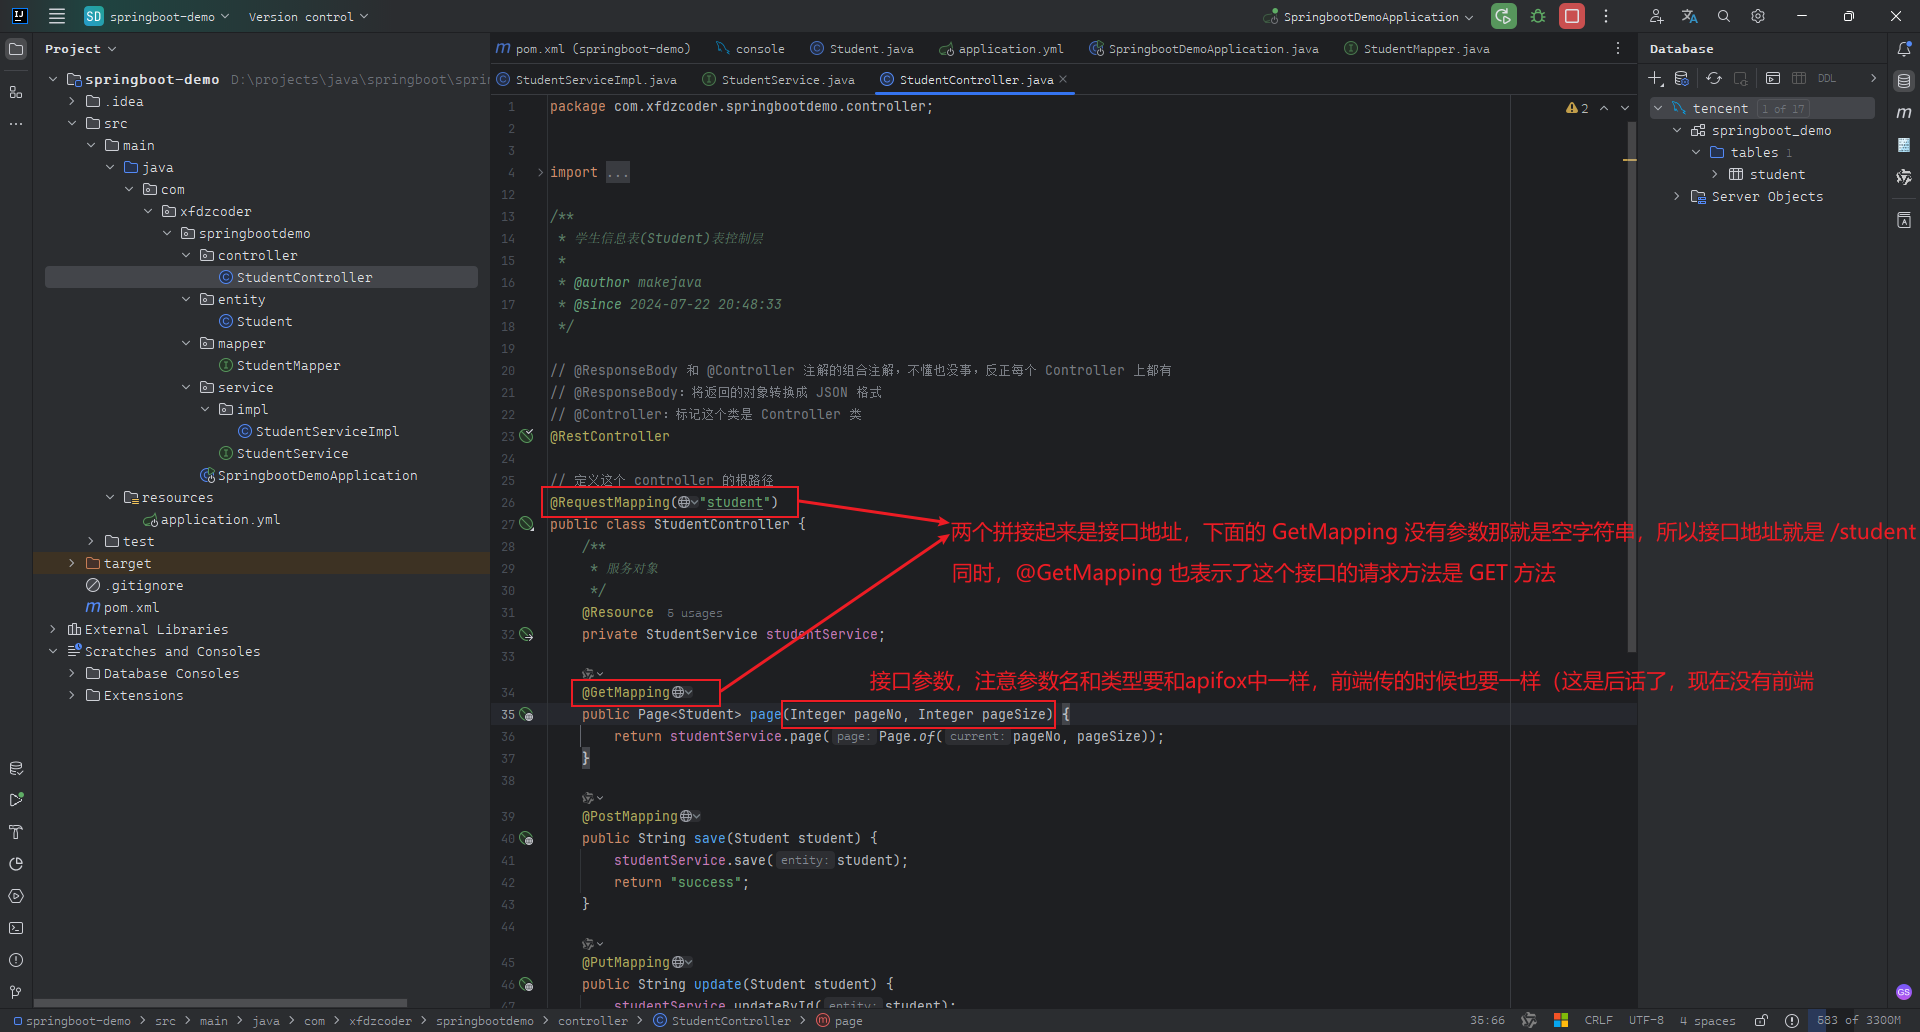 SD springboot-demo Version control SpringbootDemoApplication
Project
springboot-demo D:\projects\java\springboot\sprin
.idea
src
main
java
com
xfdzcoder
springbootdemo
controller
StudentController
entity
Student
mapper
StudentMapper
service
impl
StudentServiceImpl
StudentService
SpringbootDemoApplication
resources
application.yml
test
target
.gitignore
pom.xml
External Libraries
Scratches and Consoles
Database Consoles
Extensions
pom.xml (springboot-demo) console Student.java application.yml SpringbootDemoApplication.java StudentMapper.java
StudentServiceImpl.java StudentService.java StudentController.java
1 package com.xfdzcoder.springbootdemo.controller;
2
3
4 import ...
12
13 /**
14 * 学生信息表(Student)表控制层
15 *
16 * @author makejava
17 * @since 2024-07-22 20:48:33
18 */
19
20 // @ResponseBody 和 @Controller 注解的组合注解，不懂也没事，反正每个 Controller 上都有
21 // @ResponseBody：将返回的对象转换成 JSON 格式
22 // @Controller：标记这个类是 Controller 类
23 @RestController
24
25 // 定义这个 controller 的根路径
26 @RequestMapping("student")
27 public class StudentController {
28 /**
29 * 服务对象
30 */
31 @Resource 5 usages
32 private StudentService studentService;
33
34 @GetMapping
35 public Page<Student> page(Integer pageNo, Integer pageSize) {
36 return studentService.page( page: Page.of( current: pageNo, pageSize));
37 }
38
39 @PostMapping
40 public String save(Student student) {
41 studentService.save( entity: student);
42 return "success";
43 }
44
45 @PutMapping
46 public String update(Student student) {
47 studentService.updateById( entity: student);
两个拼接起来是接口地址，下面的 GetMapping 没有参数那就是空字符串，所以接口地址就是 /student
同时，@GetMapping 也表示了这个接口的请求方法是 GET 方法
接口参数，注意参数名和类型要和apifox中一样，前端传的时候也要一样（这是后话了，现在没有前端
2
Database
DDL
tencent 1 of 17
springboot_demo
tables 1
student
Server Objects
GS
springboot-demo > src > main > java > com > xfdzcoder > springbootdemo > controller > StudentController > page
35:66 CRLF UTF-8 4 spaces 583 of 3300M